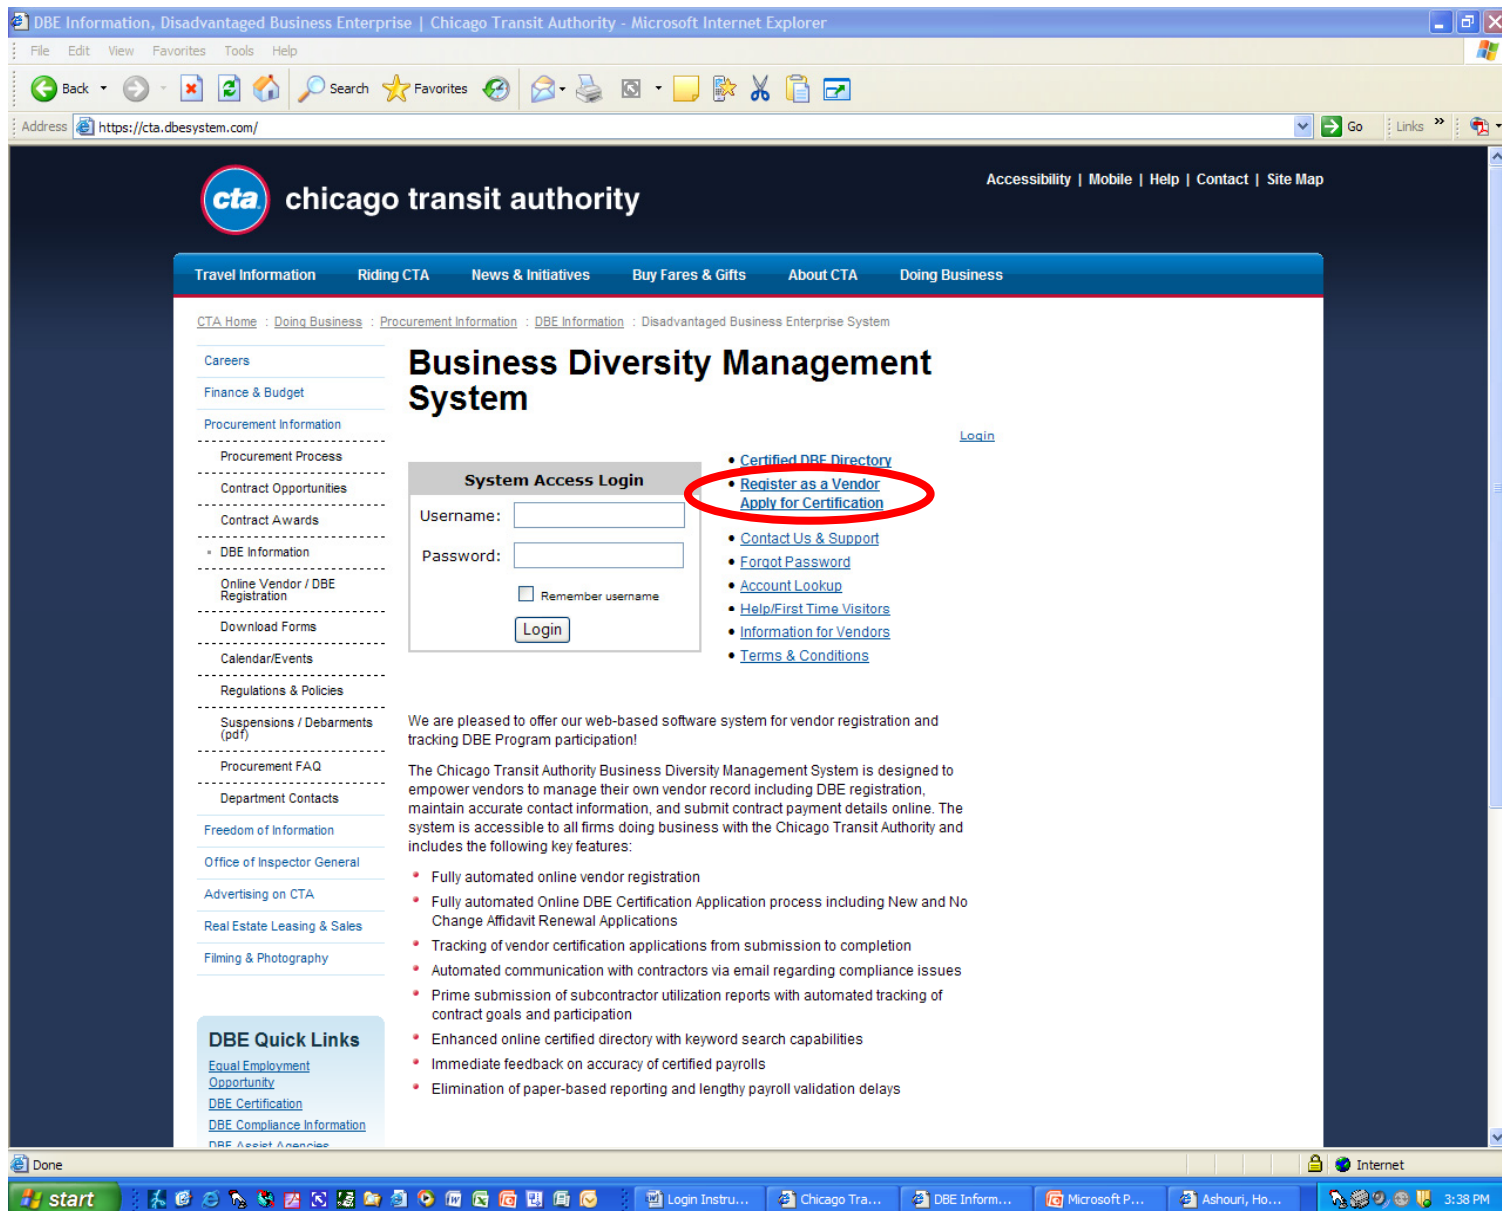 DBE Information, Disadvantaged Business Enterprise | Chicago Transit Authority - Microsoft Internet Explorer
File Edit View Favorites Tools Help
Back Search Favorites
Address https://cta.dbesystem.com/ Go Links »
cta chicago transit authority
Accessibility | Mobile | Help | Contact | Site Map
Travel Information Riding CTA News & Initiatives Buy Fares & Gifts About CTA Doing Business
CTA Home : Doing Business : Procurement Information : DBE Information : Disadvantaged Business Enterprise System
Careers
Finance & Budget
Procurement Information
Procurement Process
Contract Opportunities
Contract Awards
DBE Information
Online Vendor / DBE
Registration
Download Forms
Calendar/Events
Regulations & Policies
Suspensions / Debarments
(pdf)
Procurement FAQ
Department Contacts
Freedom of Information
Office of Inspector General
Advertising on CTA
Real Estate Leasing & Sales
Filming & Photography
DBE Quick Links
Equal Employment
Opportunity
DBE Certification
DBE Compliance Information
DBE Assist Agencies
Business Diversity Management
System
Login
System Access Login
Username:
Password:
Remember username
Login
• Certified DBE Directory
• Register as a Vendor
Apply for Certification
• Contact Us & Support
• Forgot Password
• Account Lookup
• Help/First Time Visitors
• Information for Vendors
• Terms & Conditions
We are pleased to offer our web-based software system for vendor registration and
tracking DBE Program participation!
The Chicago Transit Authority Business Diversity Management System is designed to
empower vendors to manage their own vendor record including DBE registration,
maintain accurate contact information, and submit contract payment details online. The
system is accessible to all firms doing business with the Chicago Transit Authority and
includes the following key features:
• Fully automated online vendor registration
• Fully automated Online DBE Certification Application process including New and No
Change Affidavit Renewal Applications
• Tracking of vendor certification applications from submission to completion
• Automated communication with contractors via email regarding compliance issues
• Prime submission of subcontractor utilization reports with automated tracking of
contract goals and participation
• Enhanced online certified directory with keyword search capabilities
• Immediate feedback on accuracy of certified payrolls
• Elimination of paper-based reporting and lengthy payroll validation delays
Done Internet
start Login Instru... Chicago Tra... DBE Inform... Microsoft P... Ashouri, Ho... 3:38 PM